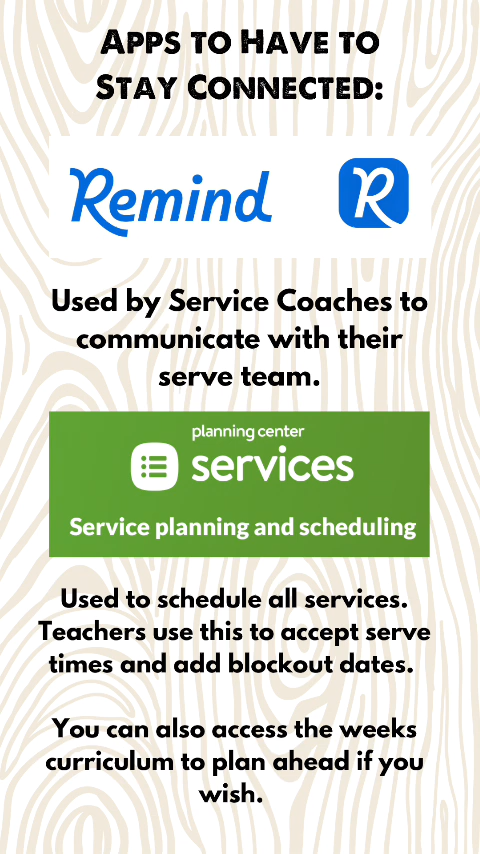 Apps to Have to
Stay Connected:
Remind R
Used by Service Coaches to
communicate with their
serve team.
planning center
services
Service planning and scheduling
Used to schedule all services.
Teachers use this to accept serve
times and add blockout dates.
You can also access the weeks
curriculum to plan ahead if you
wish.